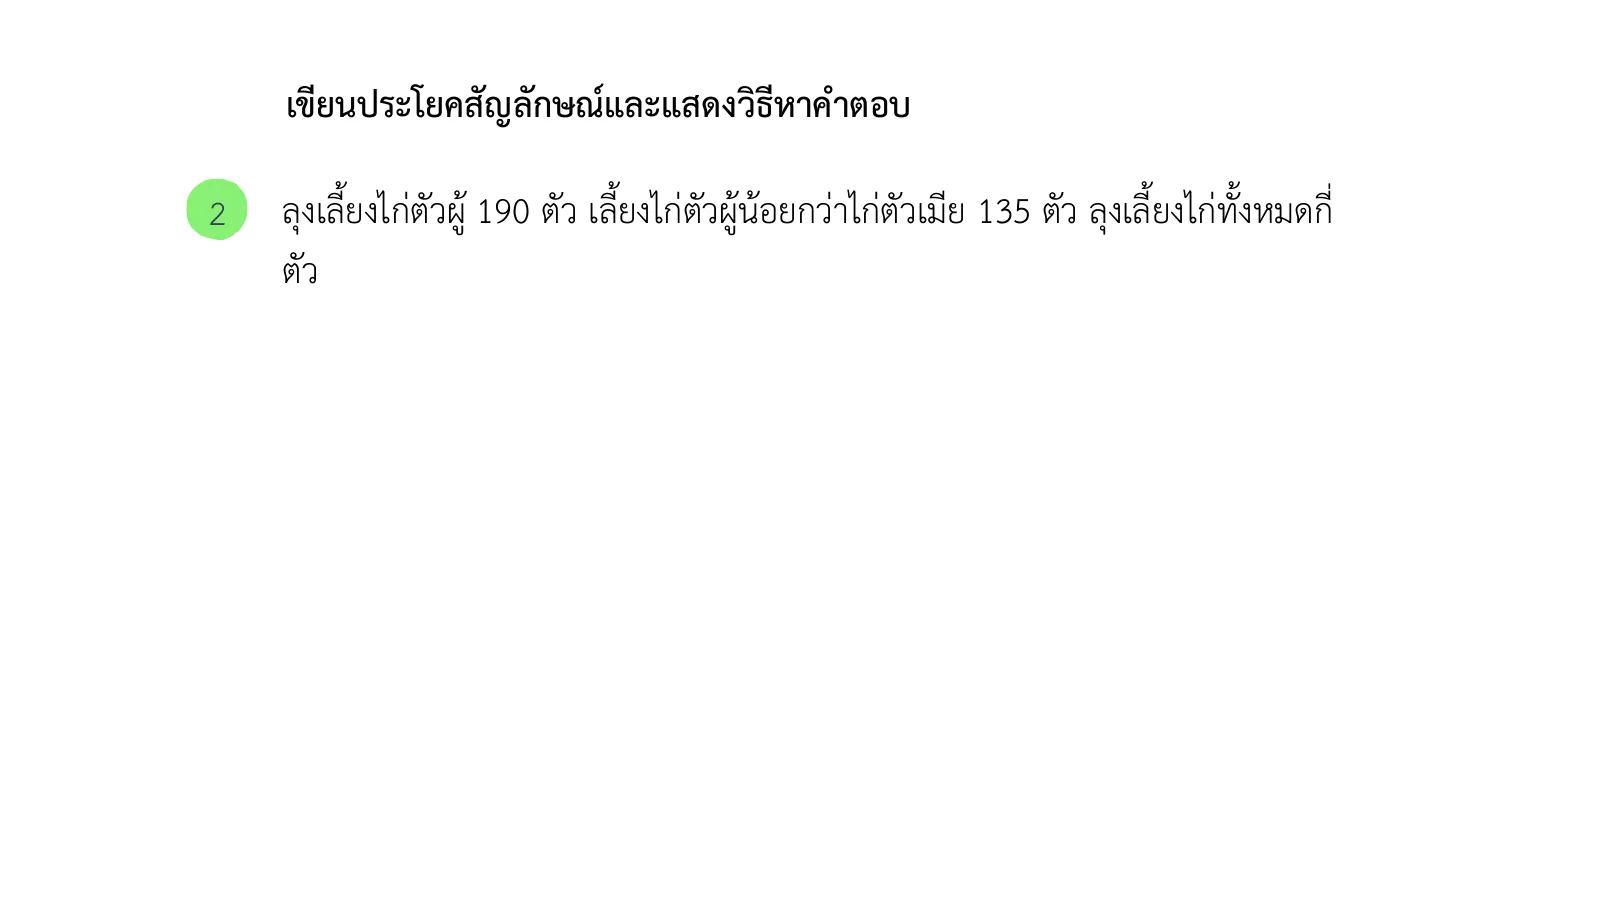 เขียนประโยคสัญลักษณ์และแสดงวิธีหาคำตอบ
2 ลุงเลี้ยงไก่ตัวผู้ 190 ตัว เลี้ยงไก่ตัวผู้น้อยกว่าไก่ตัวเมีย 135 ตัว ลุงเลี้ยงไก่ทั้งหมดกี่
ตัว